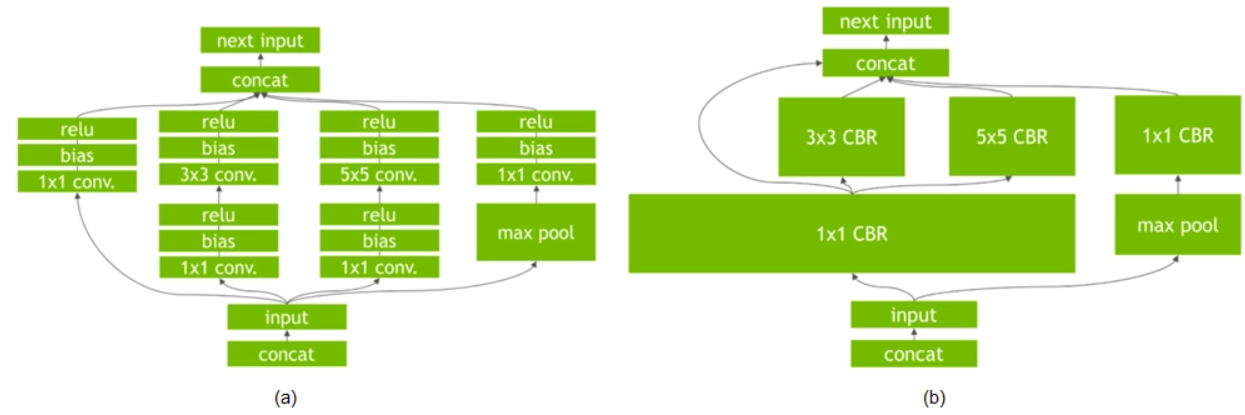 next input
concat
relu
bias
1x1 conv.
relu
bias
3x3 conv.
relu
bias
1x1 conv.
relu
bias
5x5 conv.
relu
bias
1x1 conv.
relu
bias
1x1 conv.
max pool
input
concat
(a)
next input
concat
3x3 CBR
5x5 CBR
1x1 CBR
1x1 CBR
max pool
input
concat
(b)